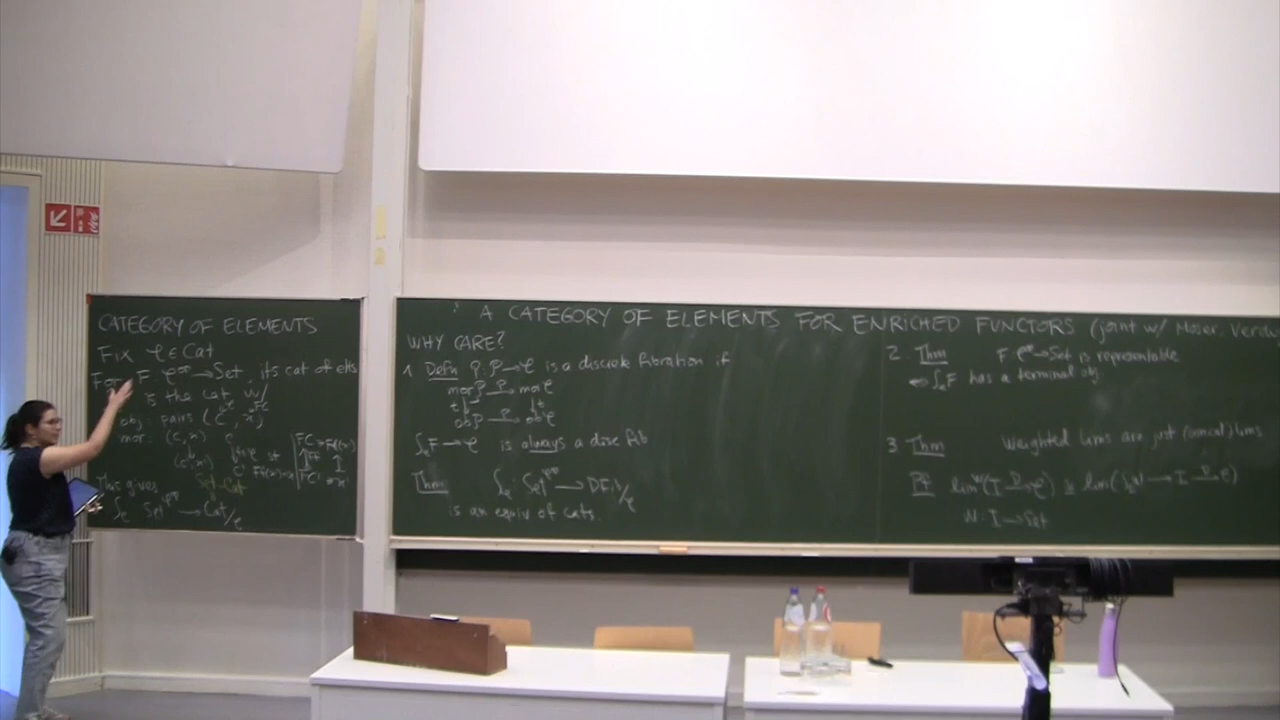 CATEGORY OF ELEMENTS
Fix 𝒞 ∈ Cat
For F: 𝒞^op → Set, its cat of elts
is the cat w/
obj: pairs (C, x)
mor: (C, x)
This gives
∫_𝒞 Set^𝒞^op → Cat/𝒞
A CATEGORY OF ELEMENTS FOR ENRICHED FUNCTORS (joint w/ Moser,
WHY CARE?
1. Defn P: 𝒫 → 𝒞 is a discrete fibration if
mor 𝒫 → mor 𝒞
ob 𝒫 → ob 𝒞
∫_𝒞 F → 𝒞 is always a disc fib
Thm ∫_𝒞: Set^𝒞^op → DFib/𝒞
is an equiv of cats.
2. Thm F: 𝒞^op → Set is representable
⇔ ∫_𝒞 F has a terminal obj.
3. Thm Weighted lims are just (conical) lims
Pf lim^W (I → 𝒞) ≅ lim(
W: I → Set